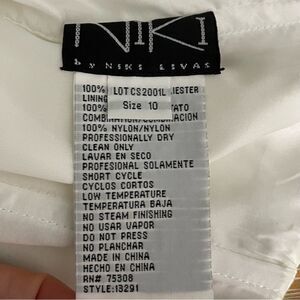 NIKI
by NIKI LIVAS
LOT CS2001L
Size 10
100% IESTER
LINING
100% TATO
COMBINATION/COMBINACION
100% NYLON/NYLON
PROFESSIONALLY DRY
CLEAN ONLY
LAVAR EN SECO
PROFESIONAL SOLAMENTE
SHORT CYCLE
CYCLOS CORTOS
LOW TEMPERATURE
TEMPERATURA BAJA
NO STEAM FINISHING
NO USAR VAPOR
DO NOT PRESS
NO PLANCHAR
MADE IN CHINA
HECHO EN CHINA
RN# 75308
STYLE:13291